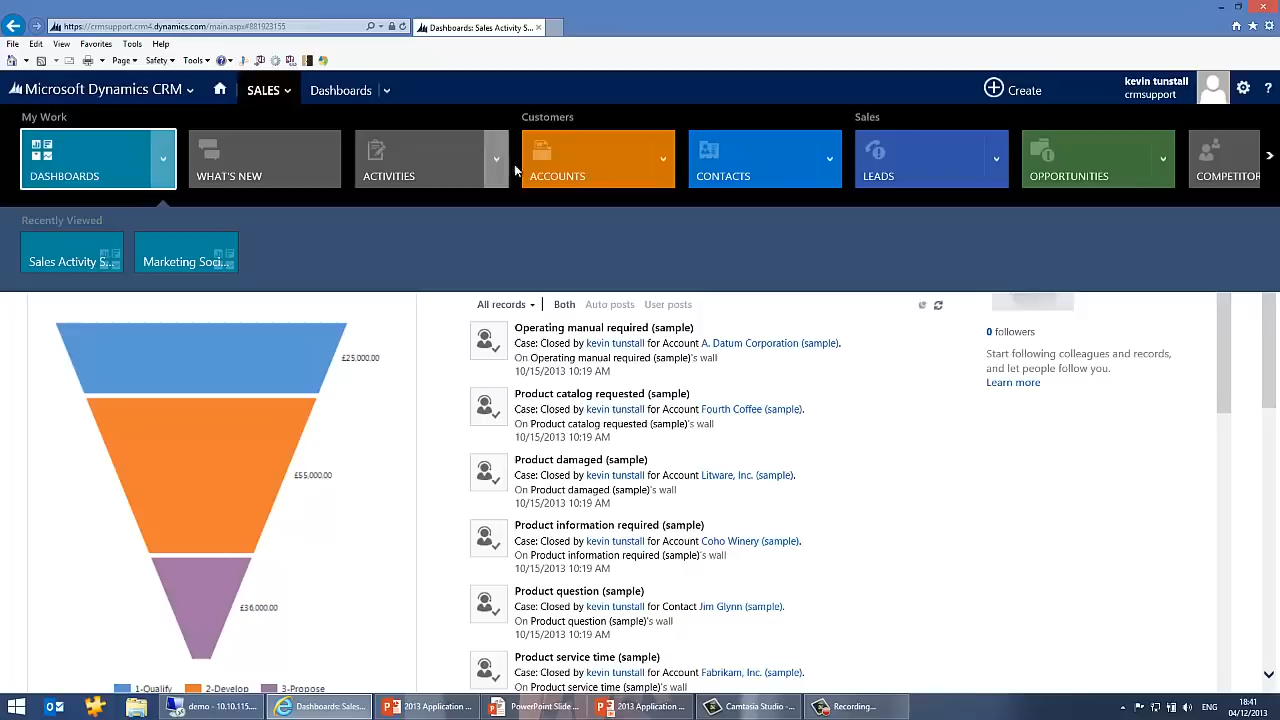 https://crmsupport.crm4.dynamics.com/main.aspx#881923155
Dashboards: Sales Activity S...
File Edit View Favorites Tools Help
Page Safety Tools
Microsoft Dynamics CRM SALES Dashboards Create kevin tunstall
crmsupport
My Work Customers Sales
DASHBOARDS WHAT'S NEW ACTIVITIES ACCOUNTS CONTACTS LEADS OPPORTUNITIES COMPETITOR
Recently Viewed
Sales Activity S... Marketing Soci...
All records Both Auto posts User posts
£25,000.00
£55,000.00
£36,000.00
1-Qualify 2-Develop 3-Propose
Operating manual required (sample)
Case: Closed by kevin tunstall for Account A. Datum Corporation (sample).
On Operating manual required (sample)'s wall
10/15/2013 10:19 AM
Product catalog requested (sample)
Case: Closed by kevin tunstall for Account Fourth Coffee (sample).
On Product catalog requested (sample)'s wall
10/15/2013 10:19 AM
Product damaged (sample)
Case: Closed by kevin tunstall for Account Litware, Inc. (sample).
On Product damaged (sample)'s wall
10/15/2013 10:19 AM
Product information required (sample)
Case: Closed by kevin tunstall for Account Coho Winery (sample).
On Product information required (sample)'s wall
10/15/2013 10:19 AM
Product question (sample)
Case: Closed by kevin tunstall for Contact Jim Glynn (sample).
On Product question (sample)'s wall
10/15/2013 10:19 AM
Product service time (sample)
Case: Closed by kevin tunstall for Account Fabrikam, Inc. (sample).
On Product service time (sample)'s wall
0 followers
Start following colleagues and records,
and let people follow you.
Learn more
demo - 10.10.115.... Dashboards: Sales... 2013 Application ... PowerPoint Slide ... 2013 Application ... Camtasia Studio -... Recording... ENG 18:41
04/12/2013